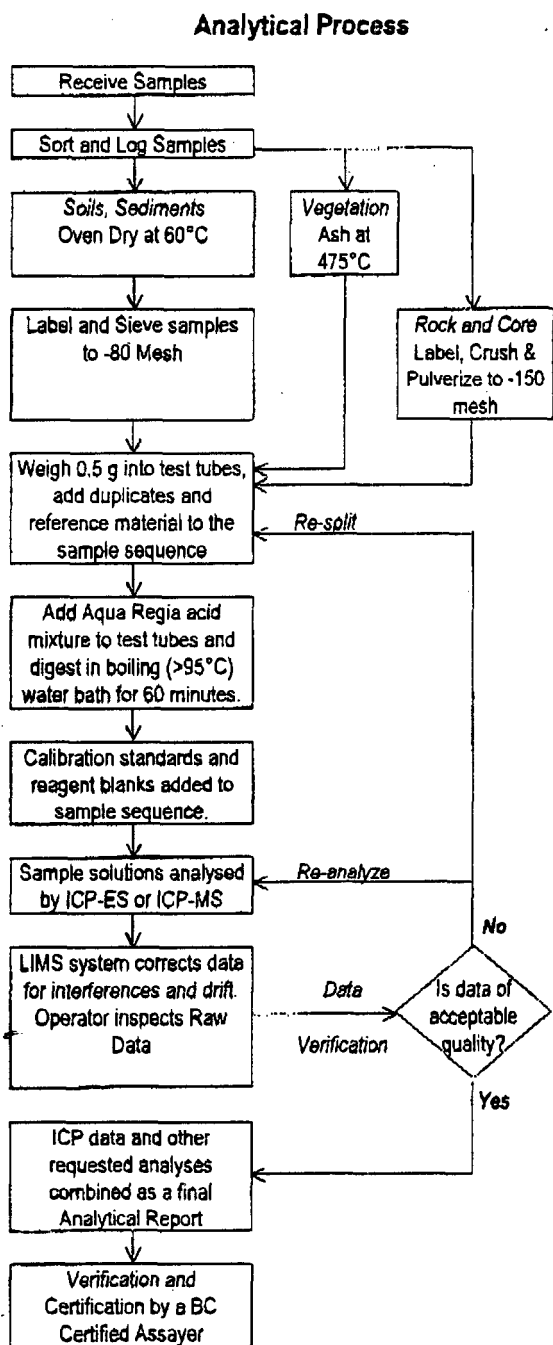 Analytical Process
Receive Samples
Sort and Log Samples
Soils, Sediments
Oven Dry at 60°C
Vegetation
Ash at
475°C
Label and Sieve samples
to -80 Mesh
Rock and Core
Label, Crush &
Pulverize to -150
mesh
Weigh 0.5 g into test tubes,
add duplicates and
reference material to the
sample sequence
Re-split
Add Aqua Regia acid
mixture to test tubes and
digest in boiling (>95°C)
water bath for 60 minutes.
Calibration standards and
reagent blanks added to
sample sequence.
Sample solutions analysed
by ICP-ES or ICP-MS
Re-analyze
No
LIMS system corrects data
for interferences and drift.
Operator inspects Raw
Data
Data
Verification
Is data of
acceptable
quality?
Yes
ICP data and other
requested analyses
combined as a final
Analytical Report
Verification and
Certification by a BC
Certified Assayer